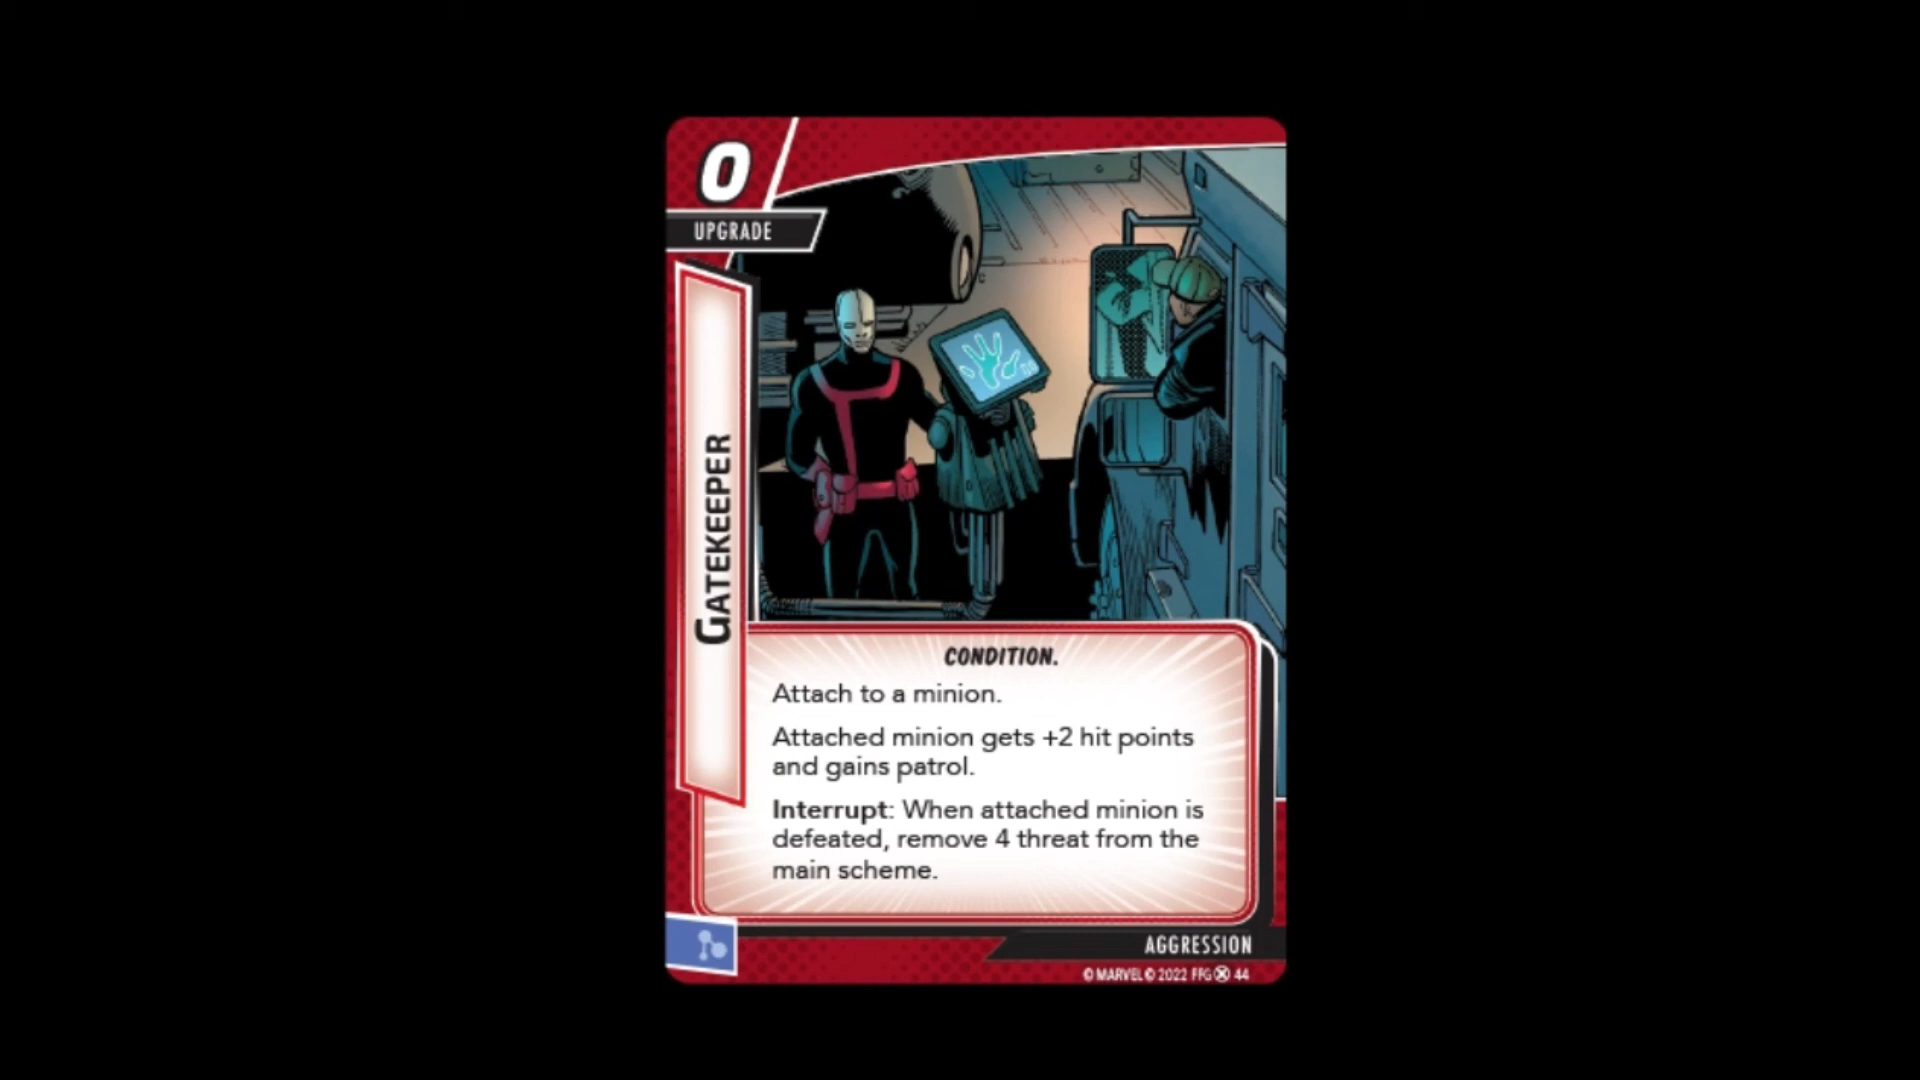 0
UPGRADE
GATEKEEPER
CONDITION.
Attach to a minion.
Attached minion gets +2 hit points
and gains patrol.
Interrupt: When attached minion is
defeated, remove 4 threat from the
main scheme.
AGGRESSION
© MARVEL © 2022 FFG 44